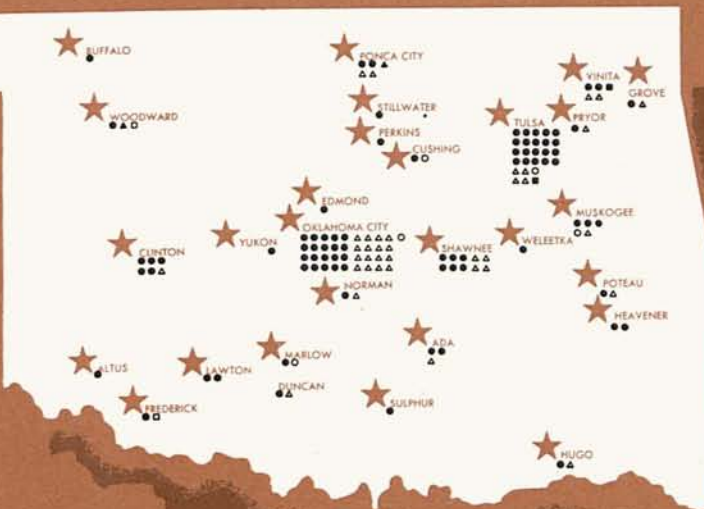 BUFFALO
PONCA CITY
VINITA
GROVE
WOODWARD
STILLWATER
TULSA
PRYOR
PERKINS
CUSHING
EDMOND
MUSKOGEE
OKLAHOMA CITY
YUKON
SHAWNEE
WELEETKA
CLINTON
NORMAN
POTEAU
HEAVENER
MARLOW
ADA
ALTUS
LAWTON
DUNCAN
FREDERICK
SULPHUR
HUGO